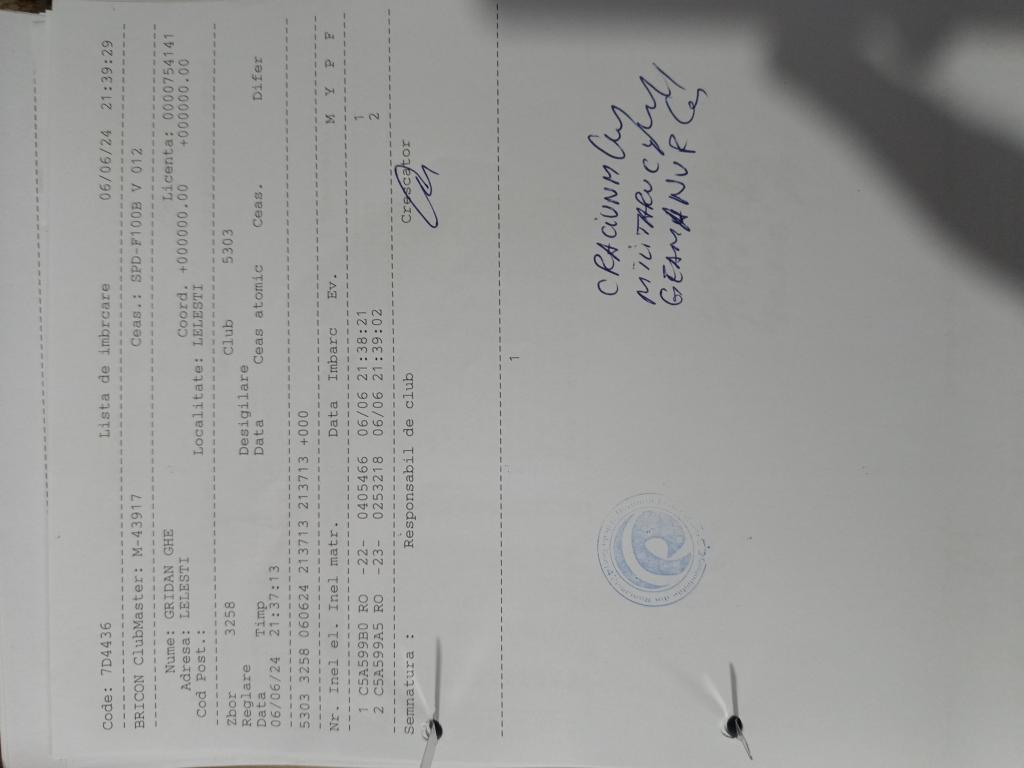 Code: 7D4436 Lista de imbrcare 06/06/24 21:39:29
BRICON ClubMaster: M-43917 Ceas.: SPD-F100B V 012
Nume: GRIDAN GHE Licenta: 0000754141
Adresa: LELESTI Coord. +000000.00 +000000.00
Cod Post.: Localitate: LELESTI
Zbor 3258 Club 5303
Reglare Desigilare
Data Timp Data Ceas atomic Ceas. Difer
06/06/24 21:37:13
5303 3258 060624 213713 213713 +000
Nr. Inel el. Inel matr. Data Imbarc Ev. M Y P F
1 C5A599B0 RO -22- 0405466 06/06 21:38:21 1
2 C5A599A5 RO -23- 0253218 06/06 21:39:02 2
Semnatura : Responsabil de club Crescator
1
CRACIUN M
MILITARU C
GEAMANU R